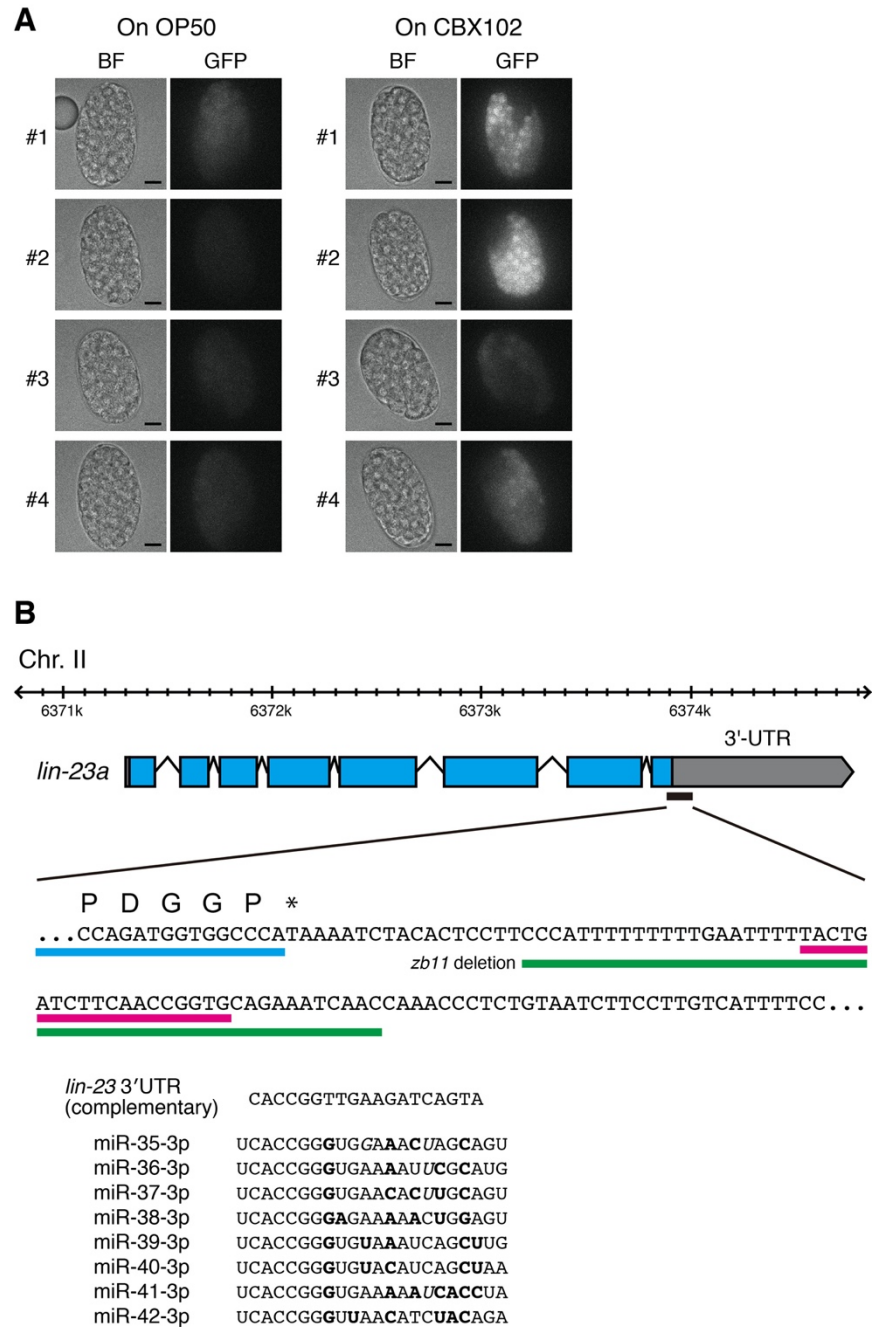 A
On OP50 On CBX102
BF GFP BF GFP
#1 #1
#2 #2
#3 #3
#4 #4
B
Chr. II
6371k 6372k 6373k 6374k
3'-UTR
lin-23a
P D G G P *
...CCAGATGGTGGCCCATAAAATCTACACTCCTTCCCATTTTTTTTTGAATTTTTACTG
zb11 deletion
ATCTTCAACCGGTGCAGAAATCAACCAAACCCTCTGTAATCTTCCTTGTCATTTTCC...
lin-23 3′UTR
(complementary) CACCGGTTGAAGATCAGTA
miR-35-3p UCACCGGGUGGAAACUAGCAGU
miR-36-3p UCACCGGGUGAAAAUUCGCAUG
miR-37-3p UCACCGGGUGAACACUUGCAGU
miR-38-3p UCACCGGGAGAAAAACUGGAGU
miR-39-3p UCACCGGGUGUAAAUCAGCUUG
miR-40-3p UCACCGGGUGUACAUCAGCUAA
miR-41-3p UCACCGGGUGAAAAAUCACCUA
miR-42-3p UCACCGGGUUAACATCUACAGA